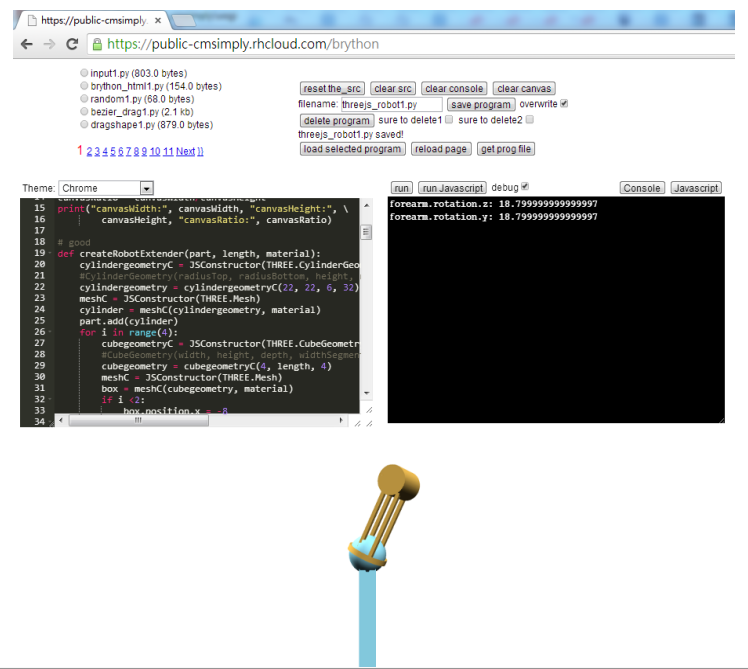 https://public-cmsimply.
https://public-cmsimply.rhcloud.com/brython
input1.py (803.0 bytes)
brython_html1.py (154.0 bytes)
random1.py (68.0 bytes)
bezier_drag1.py (2.1 kb)
dragshape1.py (879.0 bytes)
1 2 3 4 5 6 7 8 9 10 11 Next ⟩⟩
reset the_src clear src clear console clear canvas
filename: threejs_robot1.py save program overwrite
delete program sure to delete1 sure to delete2
threejs_robot1.py saved!
load selected program reload page get prog file
Theme: Chrome
run run Javascript debug Console Javascript
15 print("canvasWidth:", canvasWidth, "canvasHeight:", \
16 canvasHeight, "canvasRatio:", canvasRatio)
17
18 # good
19 def createRobotExtender(part, length, material):
20 cylindergeometryC = JSConstructor(THREE.CylinderGeo
21 #CylinderGeometry(radiusTop, radiusBottom, height,
22 cylindergeometry = cylindergeometryC(22, 22, 6, 32)
23 meshC = JSConstructor(THREE.Mesh)
24 cylinder = meshC(cylindergeometry, material)
25 part.add(cylinder)
26 for i in range(4):
27 cubegeometryC = JSConstructor(THREE.CubeGeometr
28 #CubeGeometry(width, height, depth, widthSegmen
29 cubegeometry = cubegeometryC(4, length, 4)
30 meshC = JSConstructor(THREE.Mesh)
31 box = meshC(cubegeometry, material)
32 if i <2:
33 box.position.x = -8
34
forearm.rotation.z: 18.799999999999997
forearm.rotation.y: 18.799999999999997